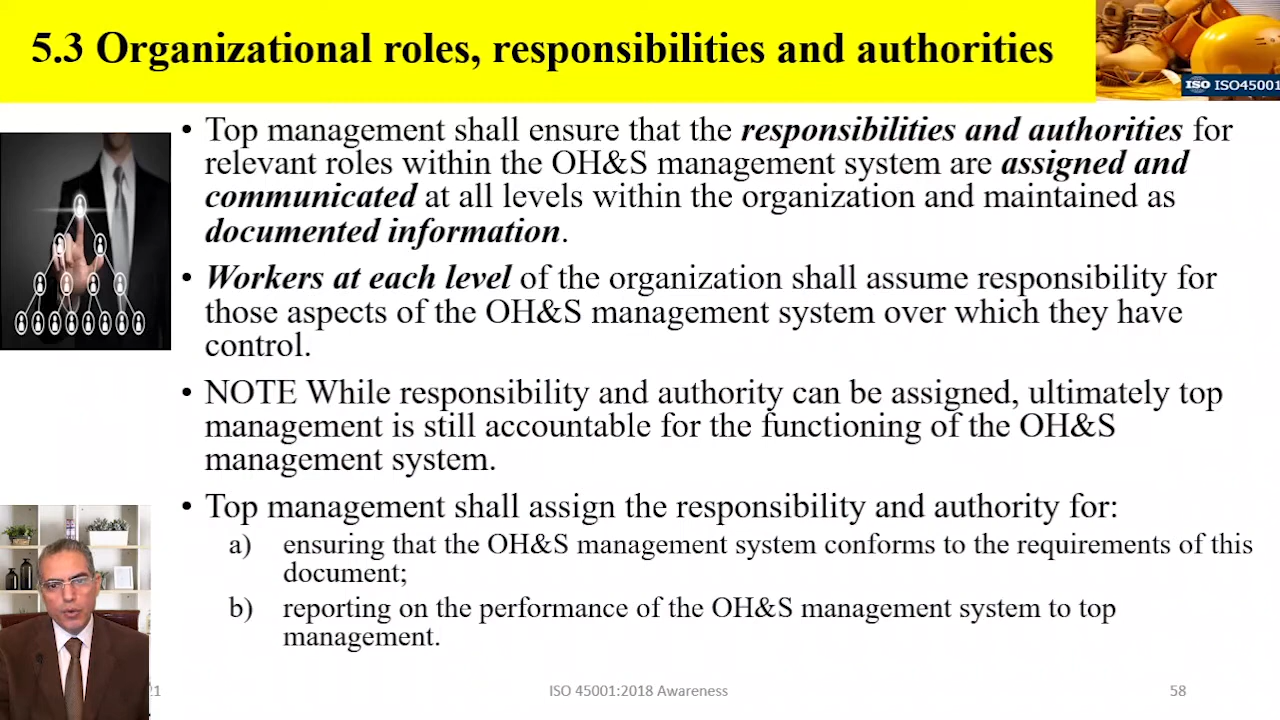 5.3 Organizational roles, responsibilities and authorities
ISO ISO45001
• Top management shall ensure that the responsibilities and authorities for
relevant roles within the OH&S management system are assigned and
communicated at all levels within the organization and maintained as
documented information.
• Workers at each level of the organization shall assume responsibility for
those aspects of the OH&S management system over which they have
control.
• NOTE While responsibility and authority can be assigned, ultimately top
management is still accountable for the functioning of the OH&S
management system.
• Top management shall assign the responsibility and authority for:
a) ensuring that the OH&S management system conforms to the requirements of this
document;
b) reporting on the performance of the OH&S management system to top
management.
21
ISO 45001:2018 Awareness
58